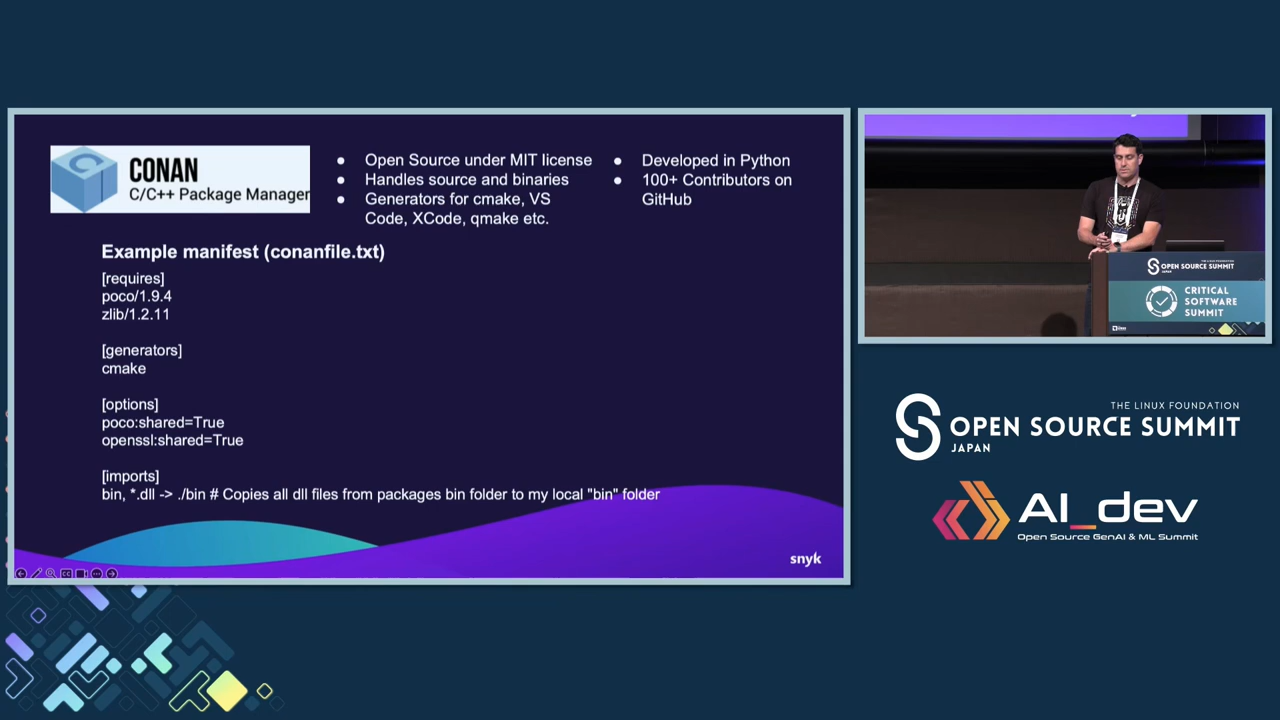 CONAN
C/C++ Package Manager
● Open Source under MIT license
● Handles source and binaries
● Generators for cmake, VS
Code, XCode, qmake etc.
● Developed in Python
● 100+ Contributors on
GitHub
Example manifest (conanfile.txt)
[requires]
poco/1.9.4
zlib/1.2.11
[generators]
cmake
[options]
poco:shared=True
openssl:shared=True
[imports]
bin, *.dll -> ./bin # Copies all dll files from packages bin folder to my local "bin" folder
snyk
OPEN SOURCE SUMMIT
JAPAN
CRITICAL
SOFTWARE
SUMMIT
THE LINUX FOUNDATION
OPEN SOURCE SUMMIT
JAPAN
AI_dev
Open Source GenAI & ML Summit